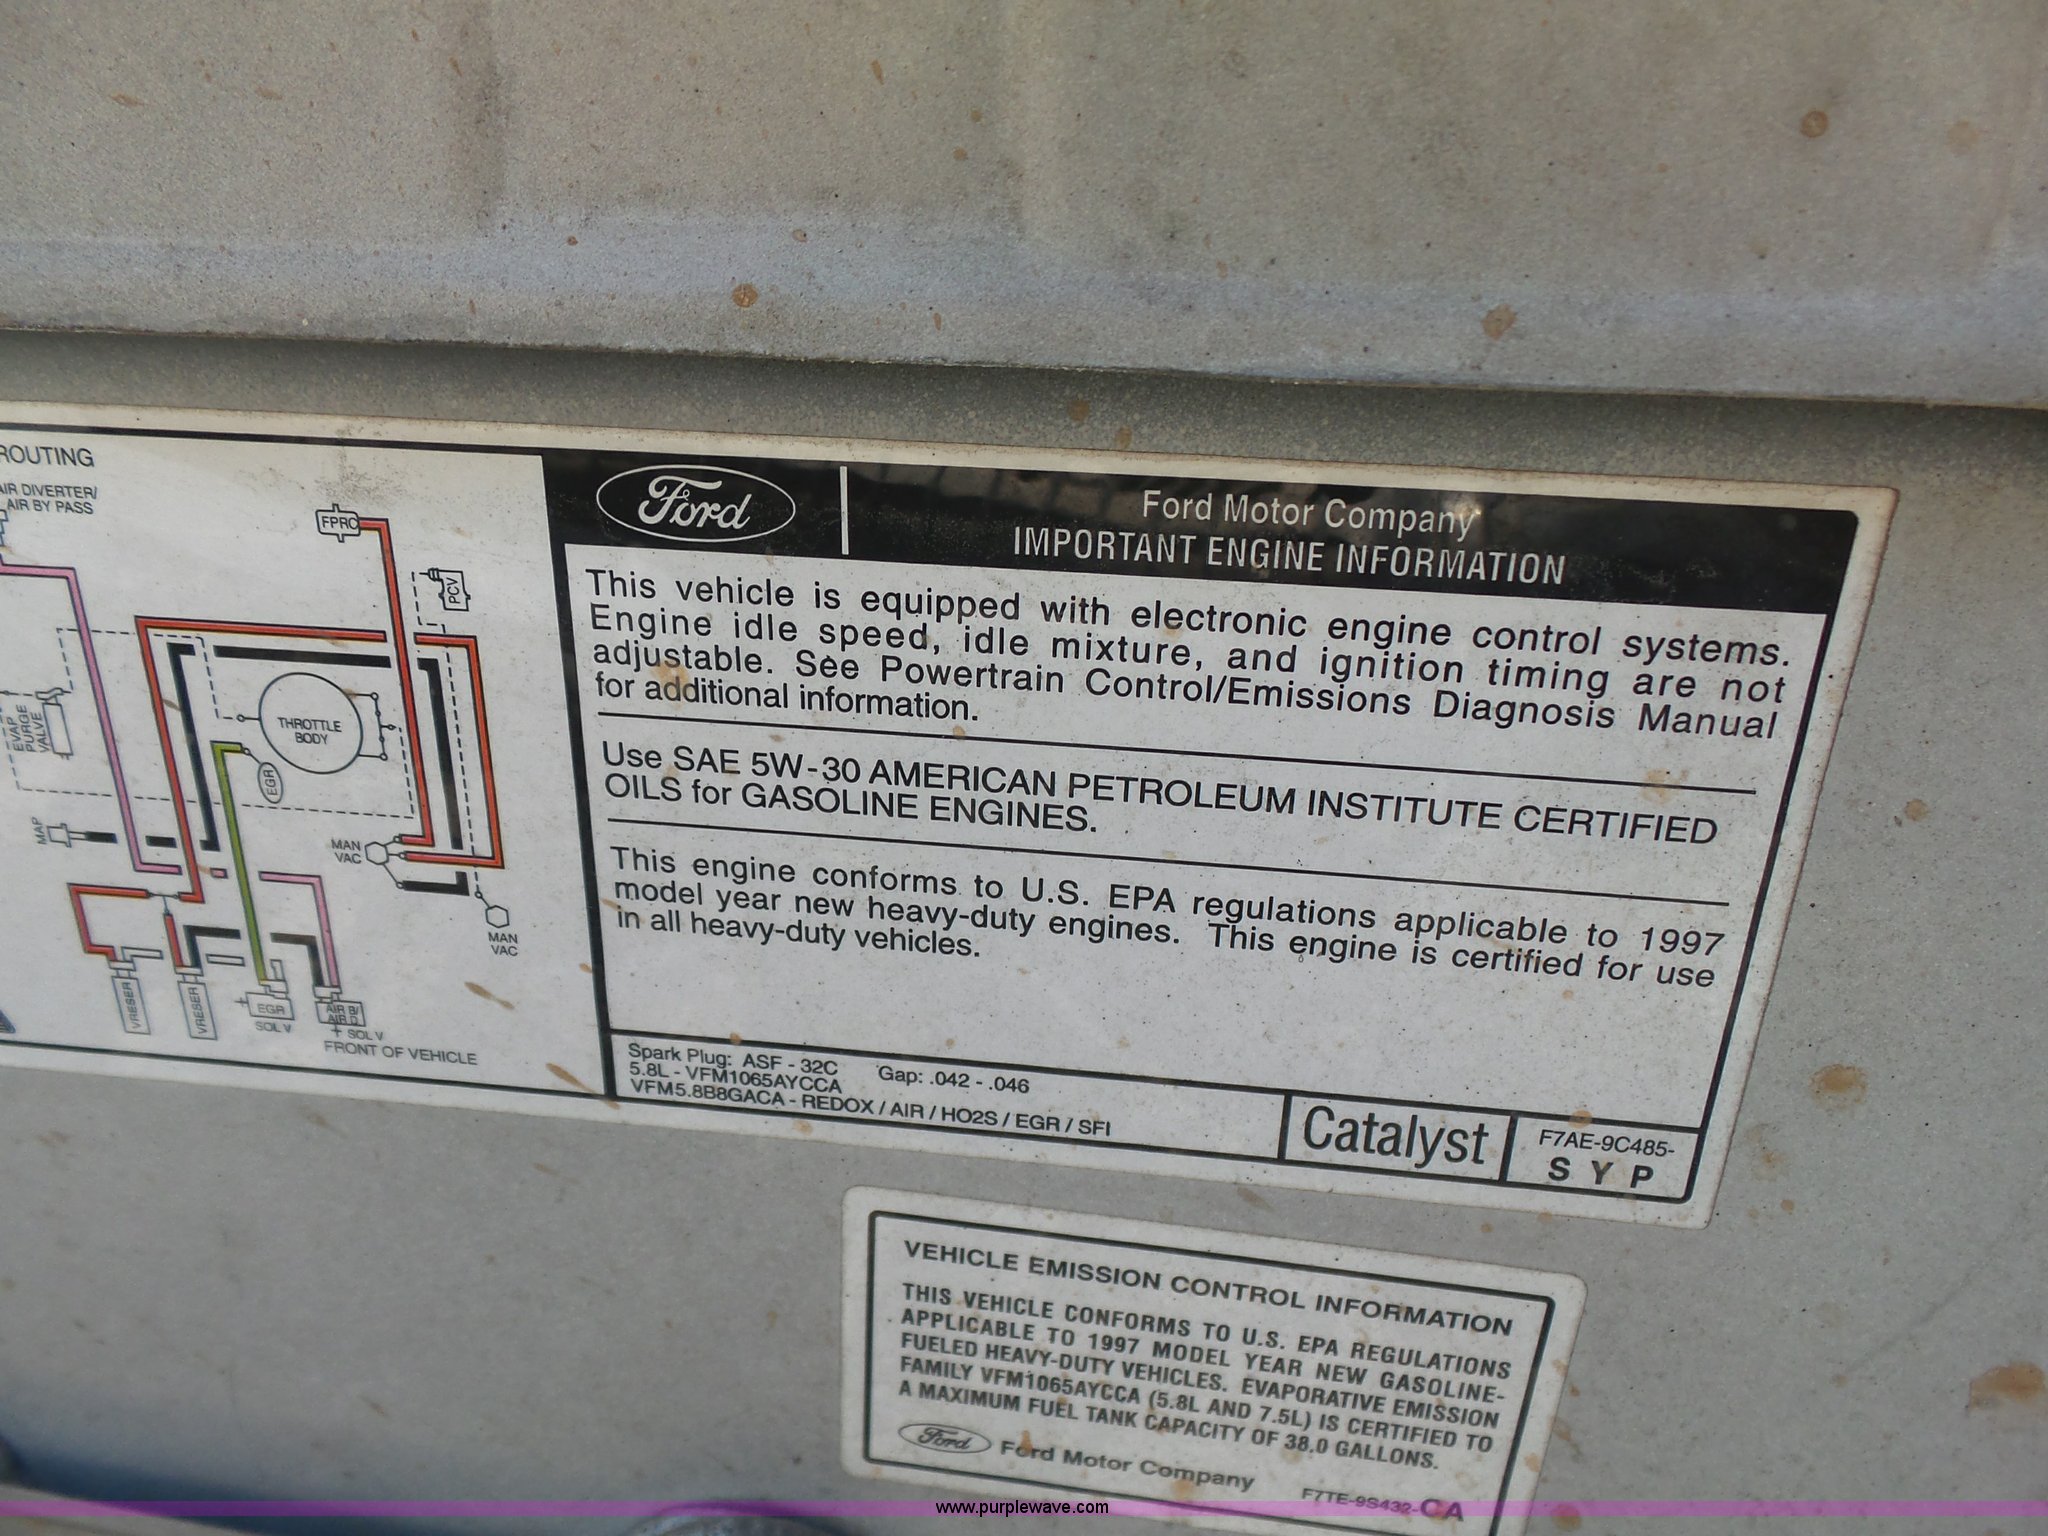 ROUTING
AIR DIVERTER/
AIR BY PASS
FPRC
PCV
EVAP
PURGE
VALVE
THROTTLE
BODY
EGR
MAP
MAN
VAC
MAN
VAC
VRESER
VRESER
EGR
SOL V
AIR B/
AIR D
SOL V
FRONT OF VEHICLE
Ford
Ford Motor Company
IMPORTANT ENGINE INFORMATION
This vehicle is equipped with electronic engine control systems.
Engine idle speed, idle mixture, and ignition timing are not
adjustable. See Powertrain Control/Emissions Diagnosis Manual
for additional information.
Use SAE 5W-30 AMERICAN PETROLEUM INSTITUTE CERTIFIED
OILS for GASOLINE ENGINES.
This engine conforms to U.S. EPA regulations applicable to 1997
model year new heavy-duty engines. This engine is certified for use
in all heavy-duty vehicles.
Spark Plug: ASF - 32C Gap: .042 - .046
5.8L - VFM1065AYCCA
VFM5.8B8GACA - REDOX / AIR / HO2S / EGR / SFI
Catalyst
F7AE-9C485-
S Y P
VEHICLE EMISSION CONTROL INFORMATION
THIS VEHICLE CONFORMS TO U.S. EPA REGULATIONS
APPLICABLE TO 1997 MODEL YEAR NEW GASOLINE-
FUELED HEAVY-DUTY VEHICLES. EVAPORATIVE EMISSION
FAMILY VFM1065AYCCA (5.8L AND 7.5L) IS CERTIFIED TO
A MAXIMUM FUEL TANK CAPACITY OF 38.0 GALLONS.
Ford Ford Motor Company
F7TE-9S432-CA
www.purplewave.com